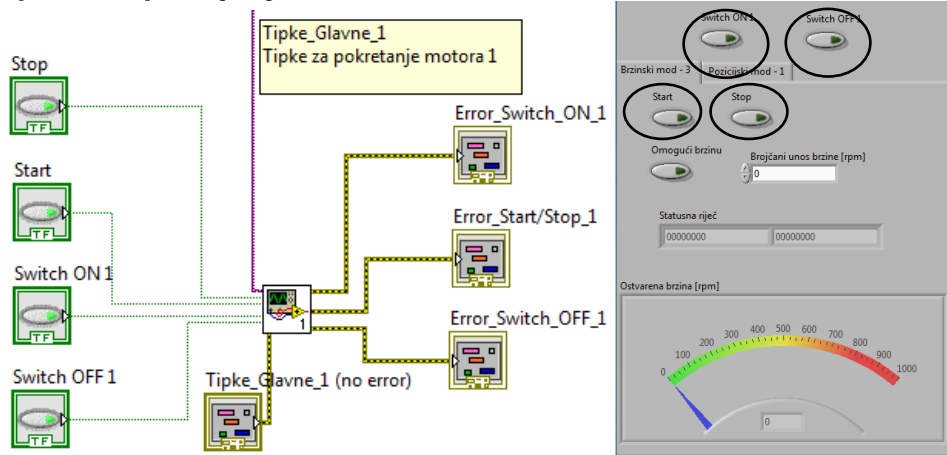 Tipke_Glavne_1
Tipke za pokretanje motora 1
Stop
TF
Start
TF
Switch ON 1
TF
Switch OFF 1
TF
Error_Switch_ON_1
Error_Start/Stop_1
Error_Switch_OFF_1
1
Tipke_Glavne_1 (no error)
Switch ON 1
Switch OFF 1
Brzinski mod - 3
Pozicijski mod - 1
Start
Stop
Omogući brzinu
Brojčani unos brzine [rpm]
0
Statusna riječ
00000000
00000000
Ostvarena brzina [rpm]
0
100
200
300
400
500
600
700
800
900
1000
0